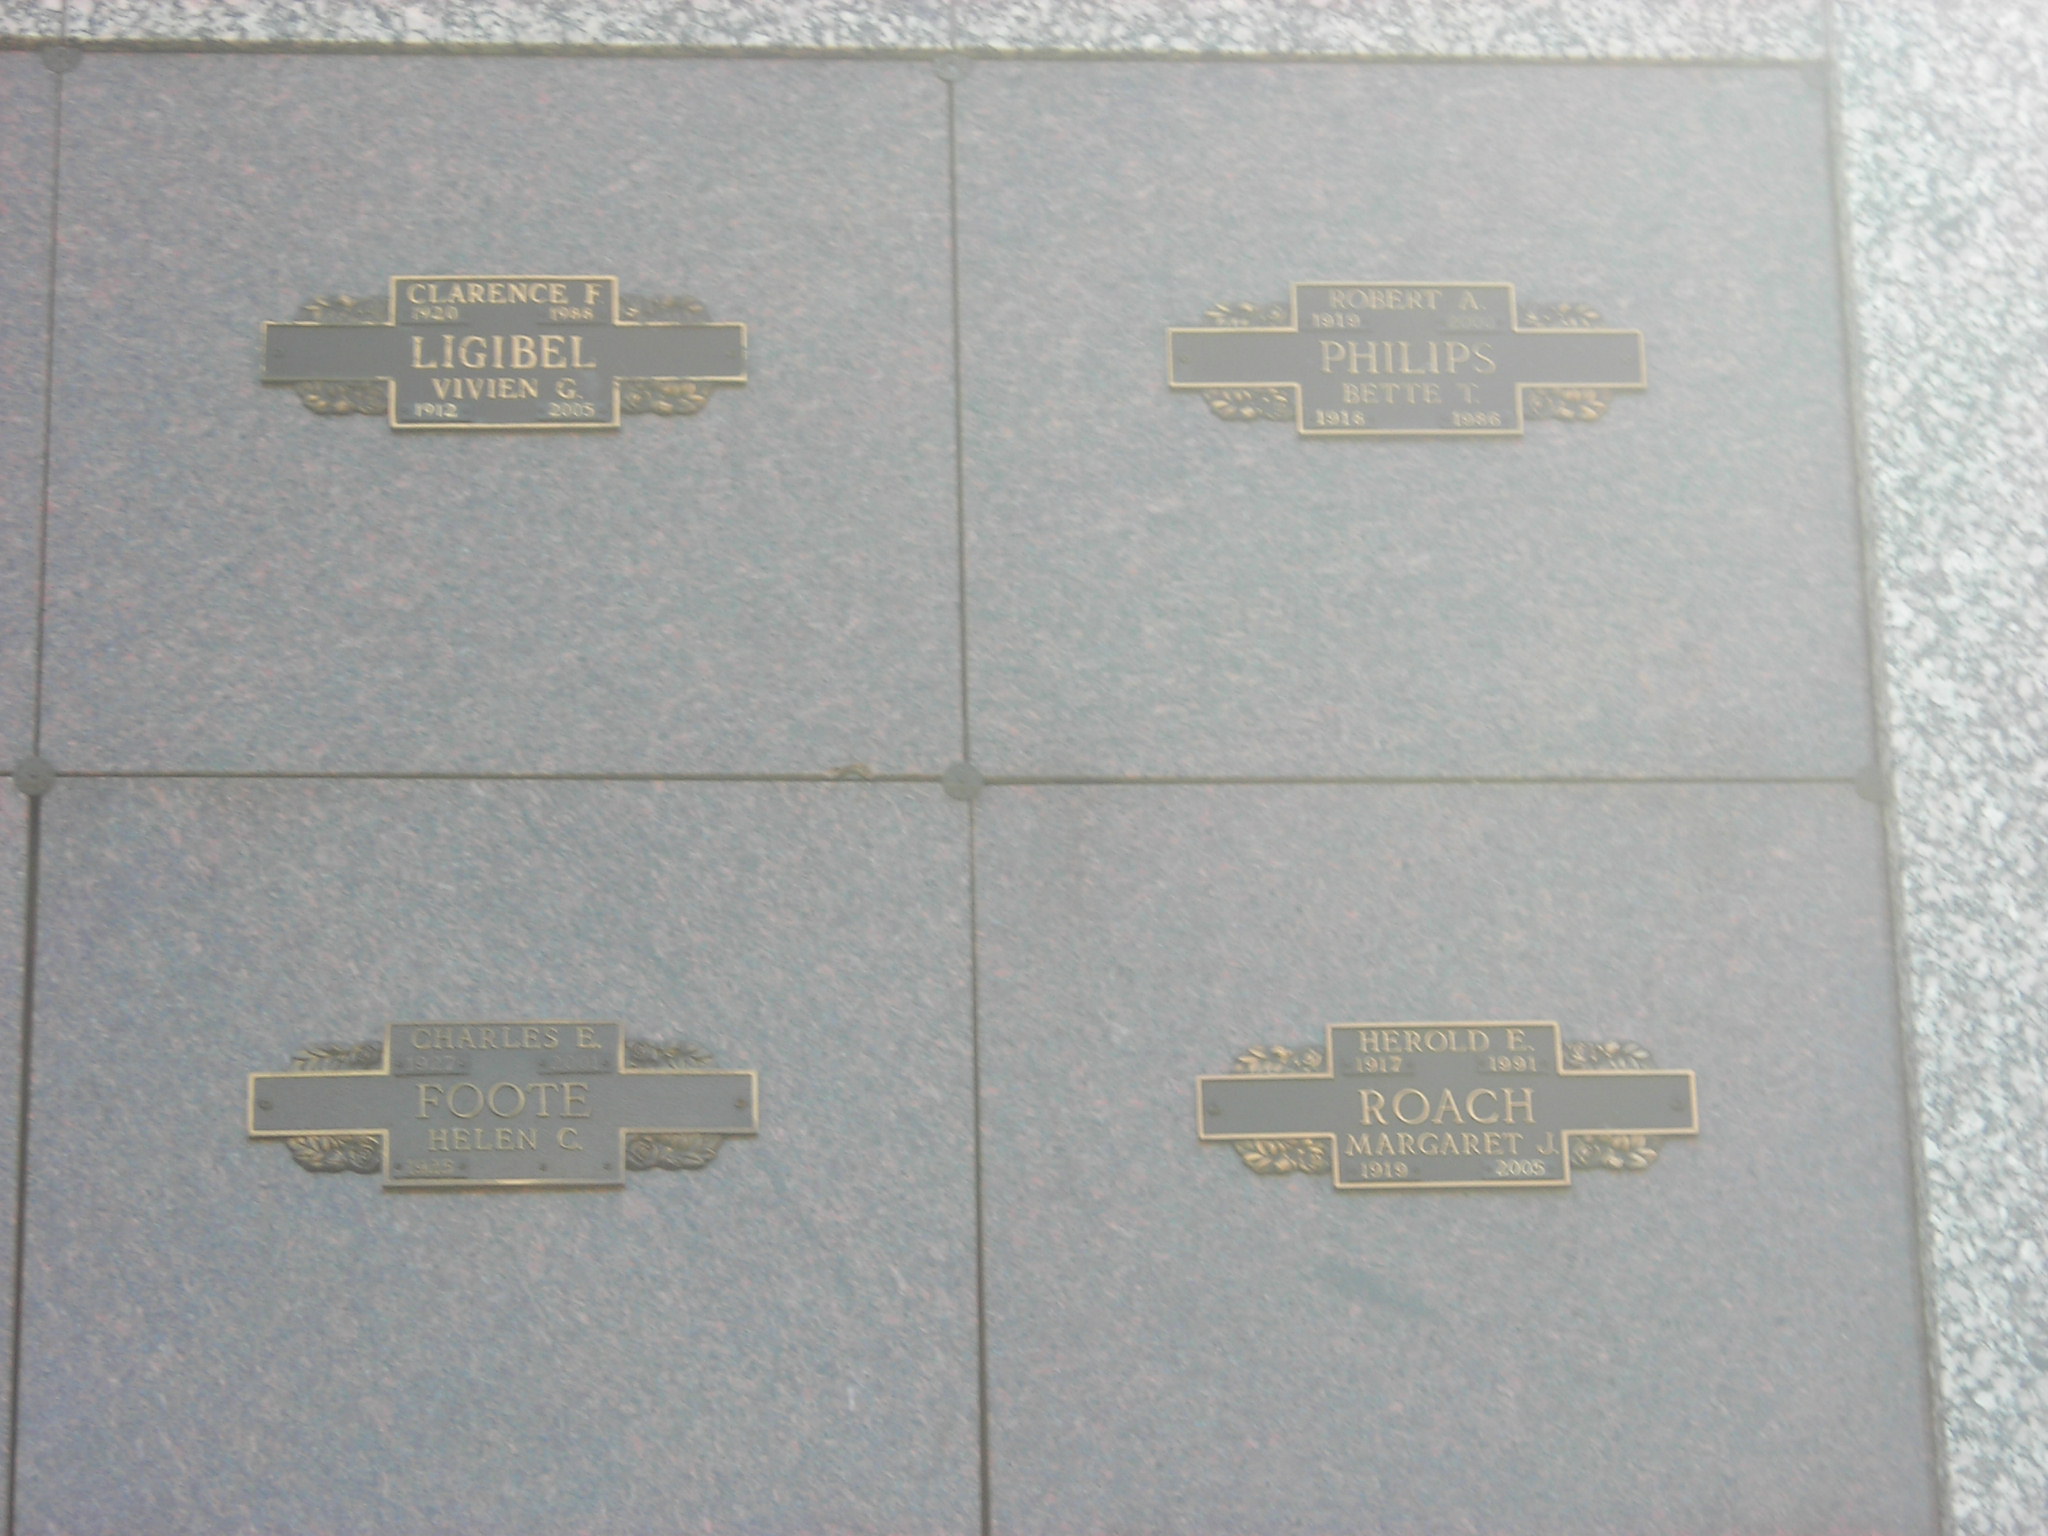 CLARENCE F.
1920 1986
LIGIBEL
VIVIEN G.
1912 2005
ROBERT A.
1919
PHILIPS
BETTE T.
1918 1986
CHARLES E.
FOOTE
HELEN C.
HEROLD E.
1917 1991
ROACH
MARGARET J.
1919 2005